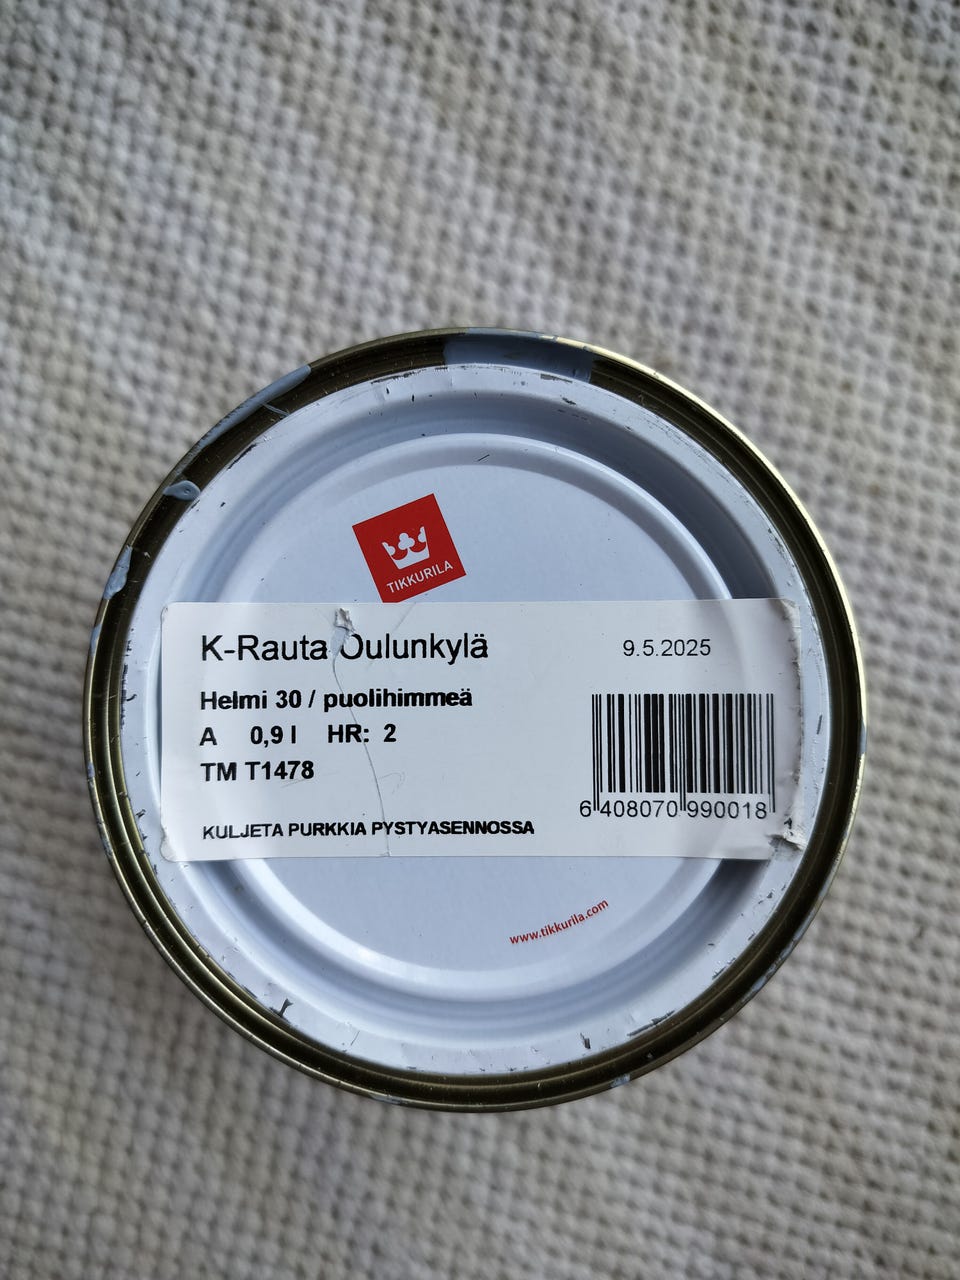 TIKKURILA
K-Rauta Oulunkylä
9.5.2025
Helmi 30 / puolihimmeä
A 0,9 l HR: 2
TM T1478
6 408070 990018
KULJETA PURKKIA PYSTYASENNOSSA
1
www.tikkurila.com